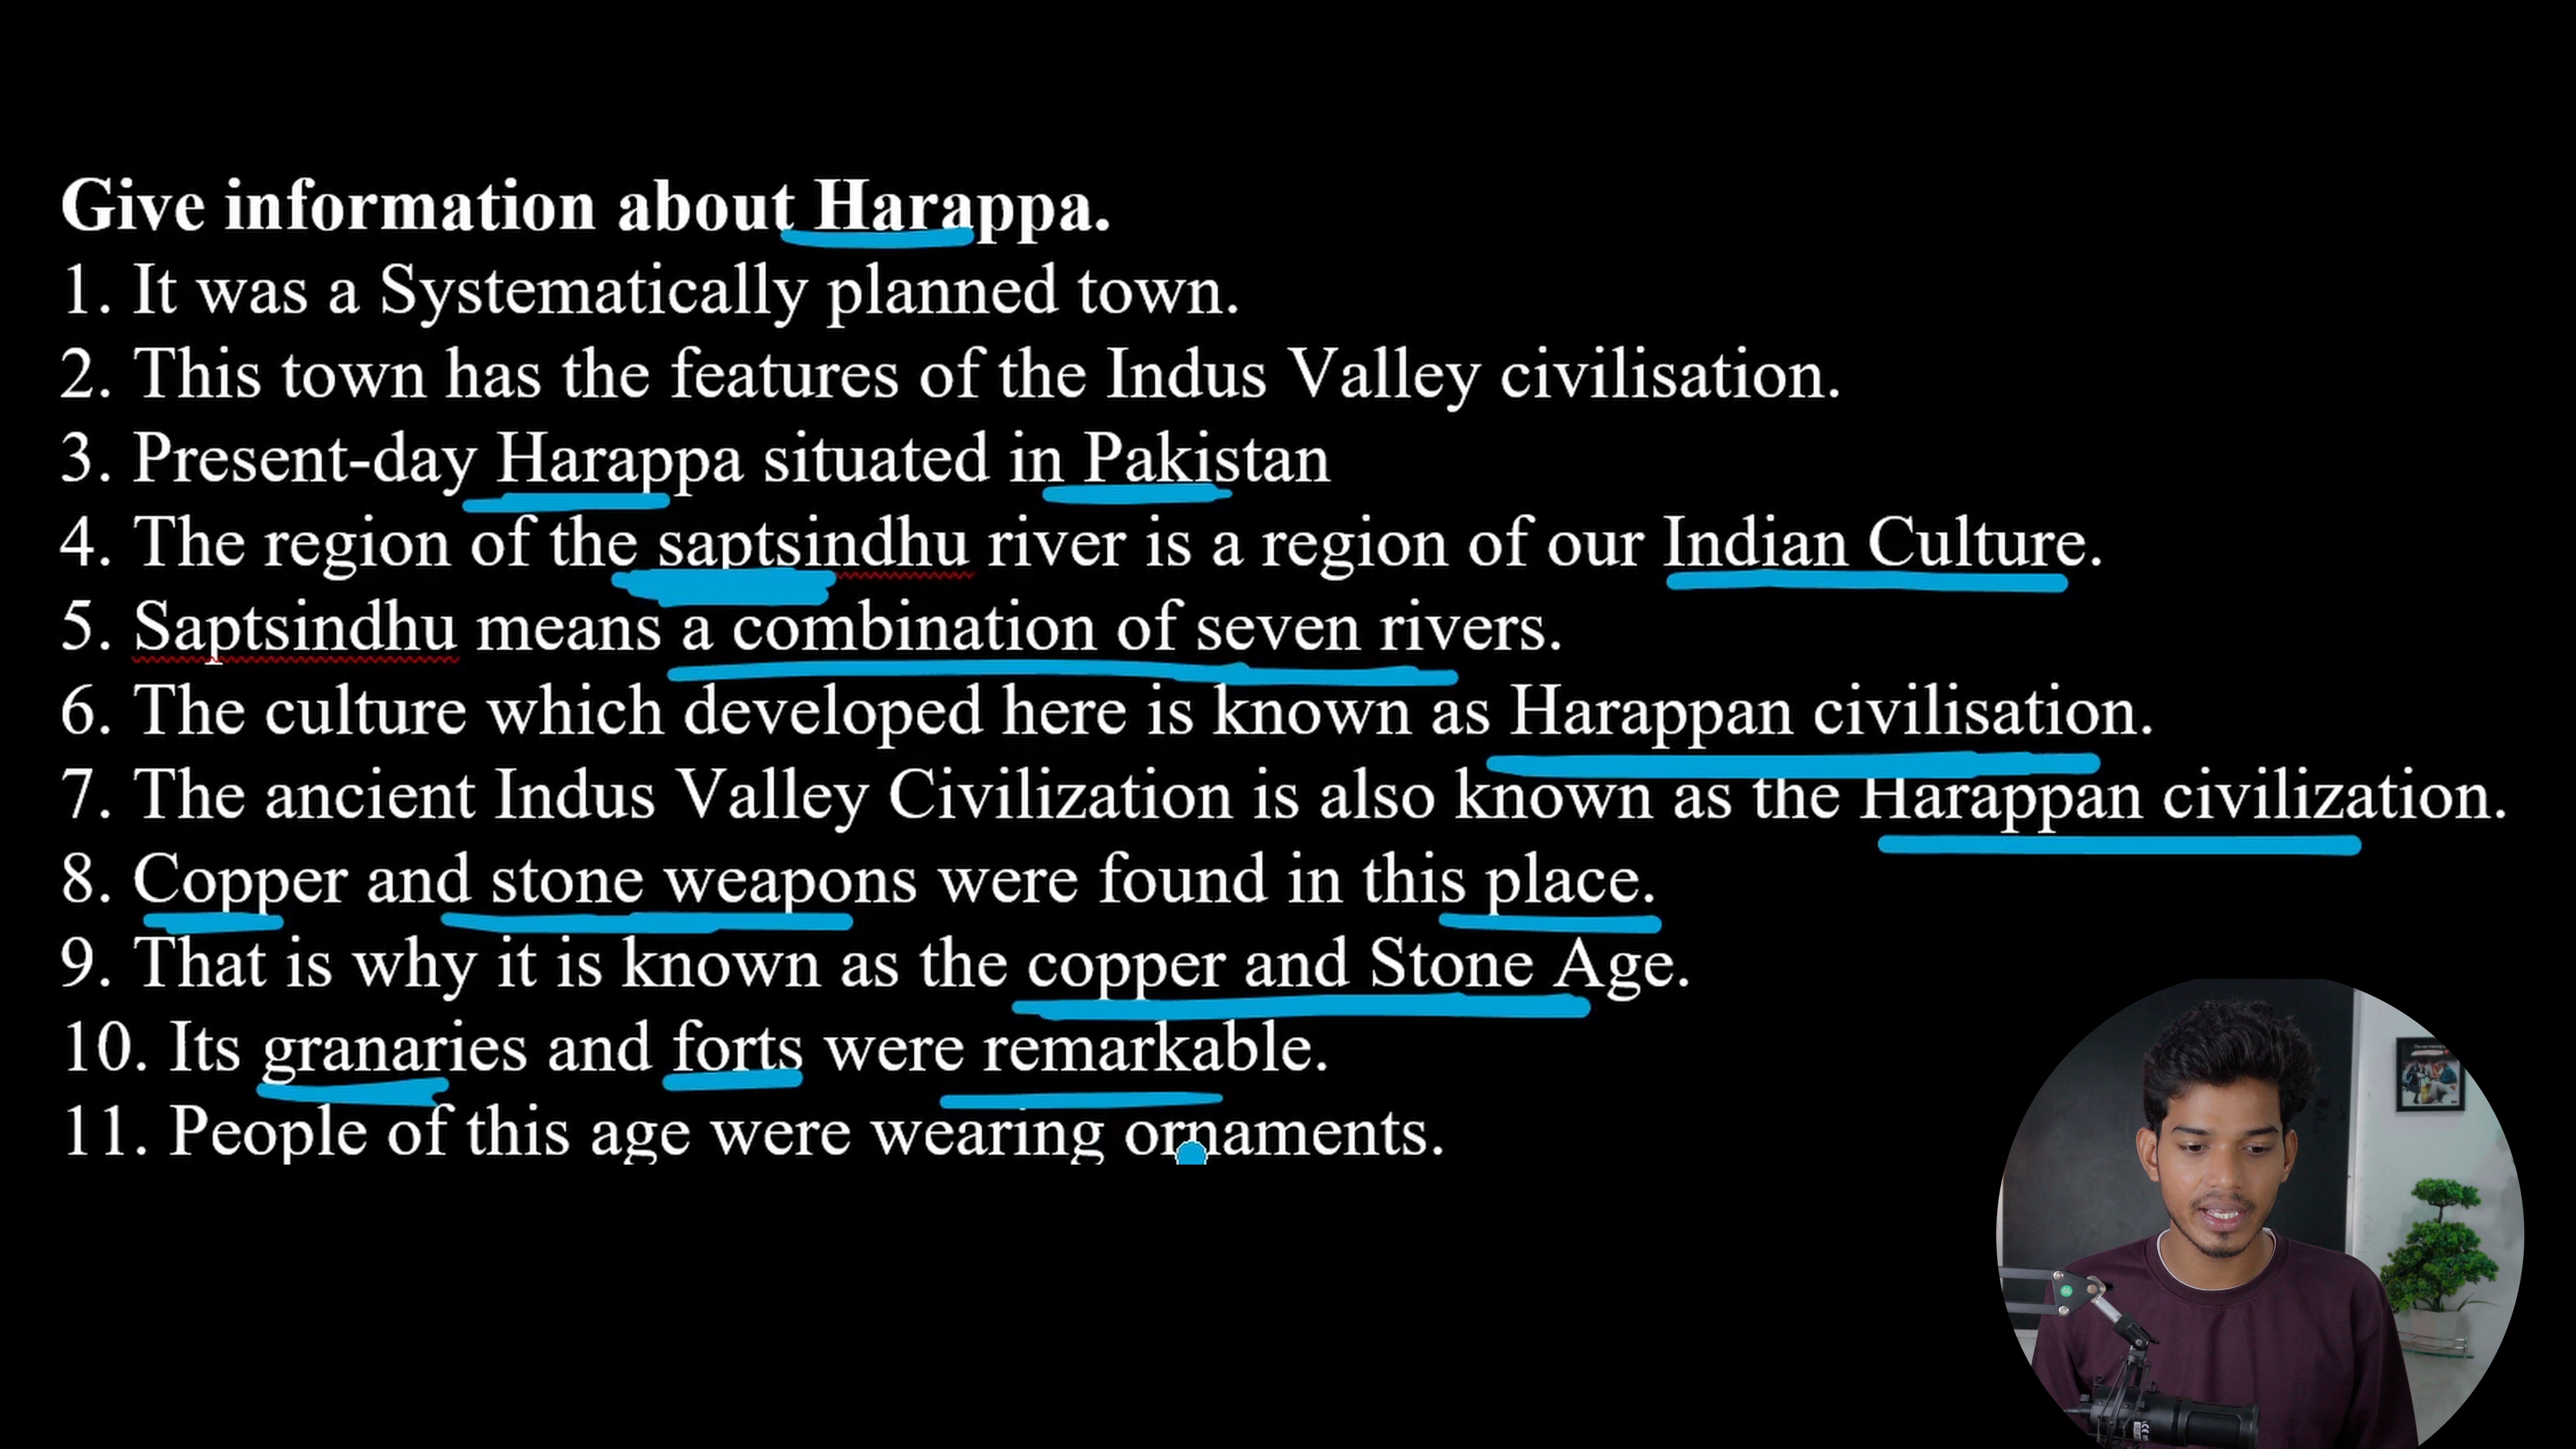 Give information about Harappa.
1. It was a Systematically planned town.
2. This town has the features of the Indus Valley civilisation.
3. Present-day Harappa situated in Pakistan
4. The region of the saptsindhu river is a region of our Indian Culture.
5. Saptsindhu means a combination of seven rivers.
6. The culture which developed here is known as Harappan civilisation.
7. The ancient Indus Valley Civilization is also known as the Harappan civilization.
8. Copper and stone weapons were found in this place.
9. That is why it is known as the copper and Stone Age.
10. Its granaries and forts were remarkable.
11. People of this age were wearing ornaments.